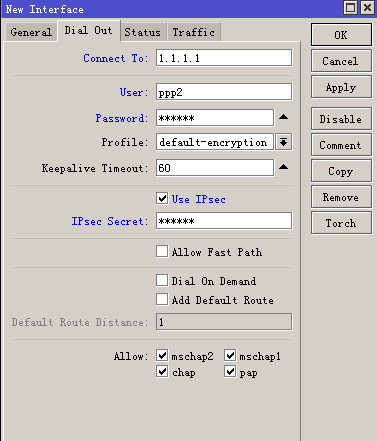 New Interface
General Dial Out Status Traffic
OK
Connect To: 1.1.1.1
Cancel
User: ppp2
Apply
Password: ******
Disable
Profile: default-encryption
Comment
Keepalive Timeout: 60
Copy
Use IPsec
Remove
IPsec Secret: ******
Torch
Allow Fast Path
Dial On Demand
Add Default Route
Default Route Distance: 1
Allow: mschap2 mschap1
chap pap